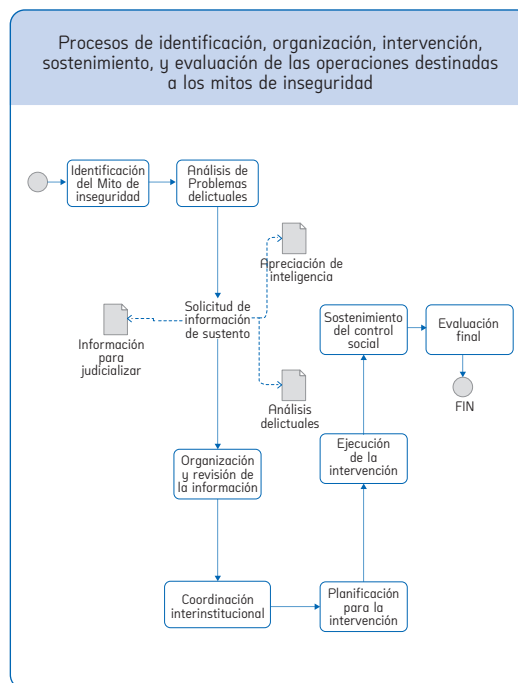 Procesos de identificación, organización, intervención,
sostenimiento, y evaluación de las operaciones destinadas
a los mitos de inseguridad
Identificación
del Mito de
inseguridad
Análisis de
Problemas
delictuales
Apreciación de
inteligencia
Solicitud de
información
de sustento
Información
para
judicializar
Análisis
delictuales
Organización
y revisión de
la información
Coordinación
interinstitucional
Planificación
para la
intervención
Ejecución
de la
intervención
Sostenimiento
del control
social
Evaluación
final
FIN